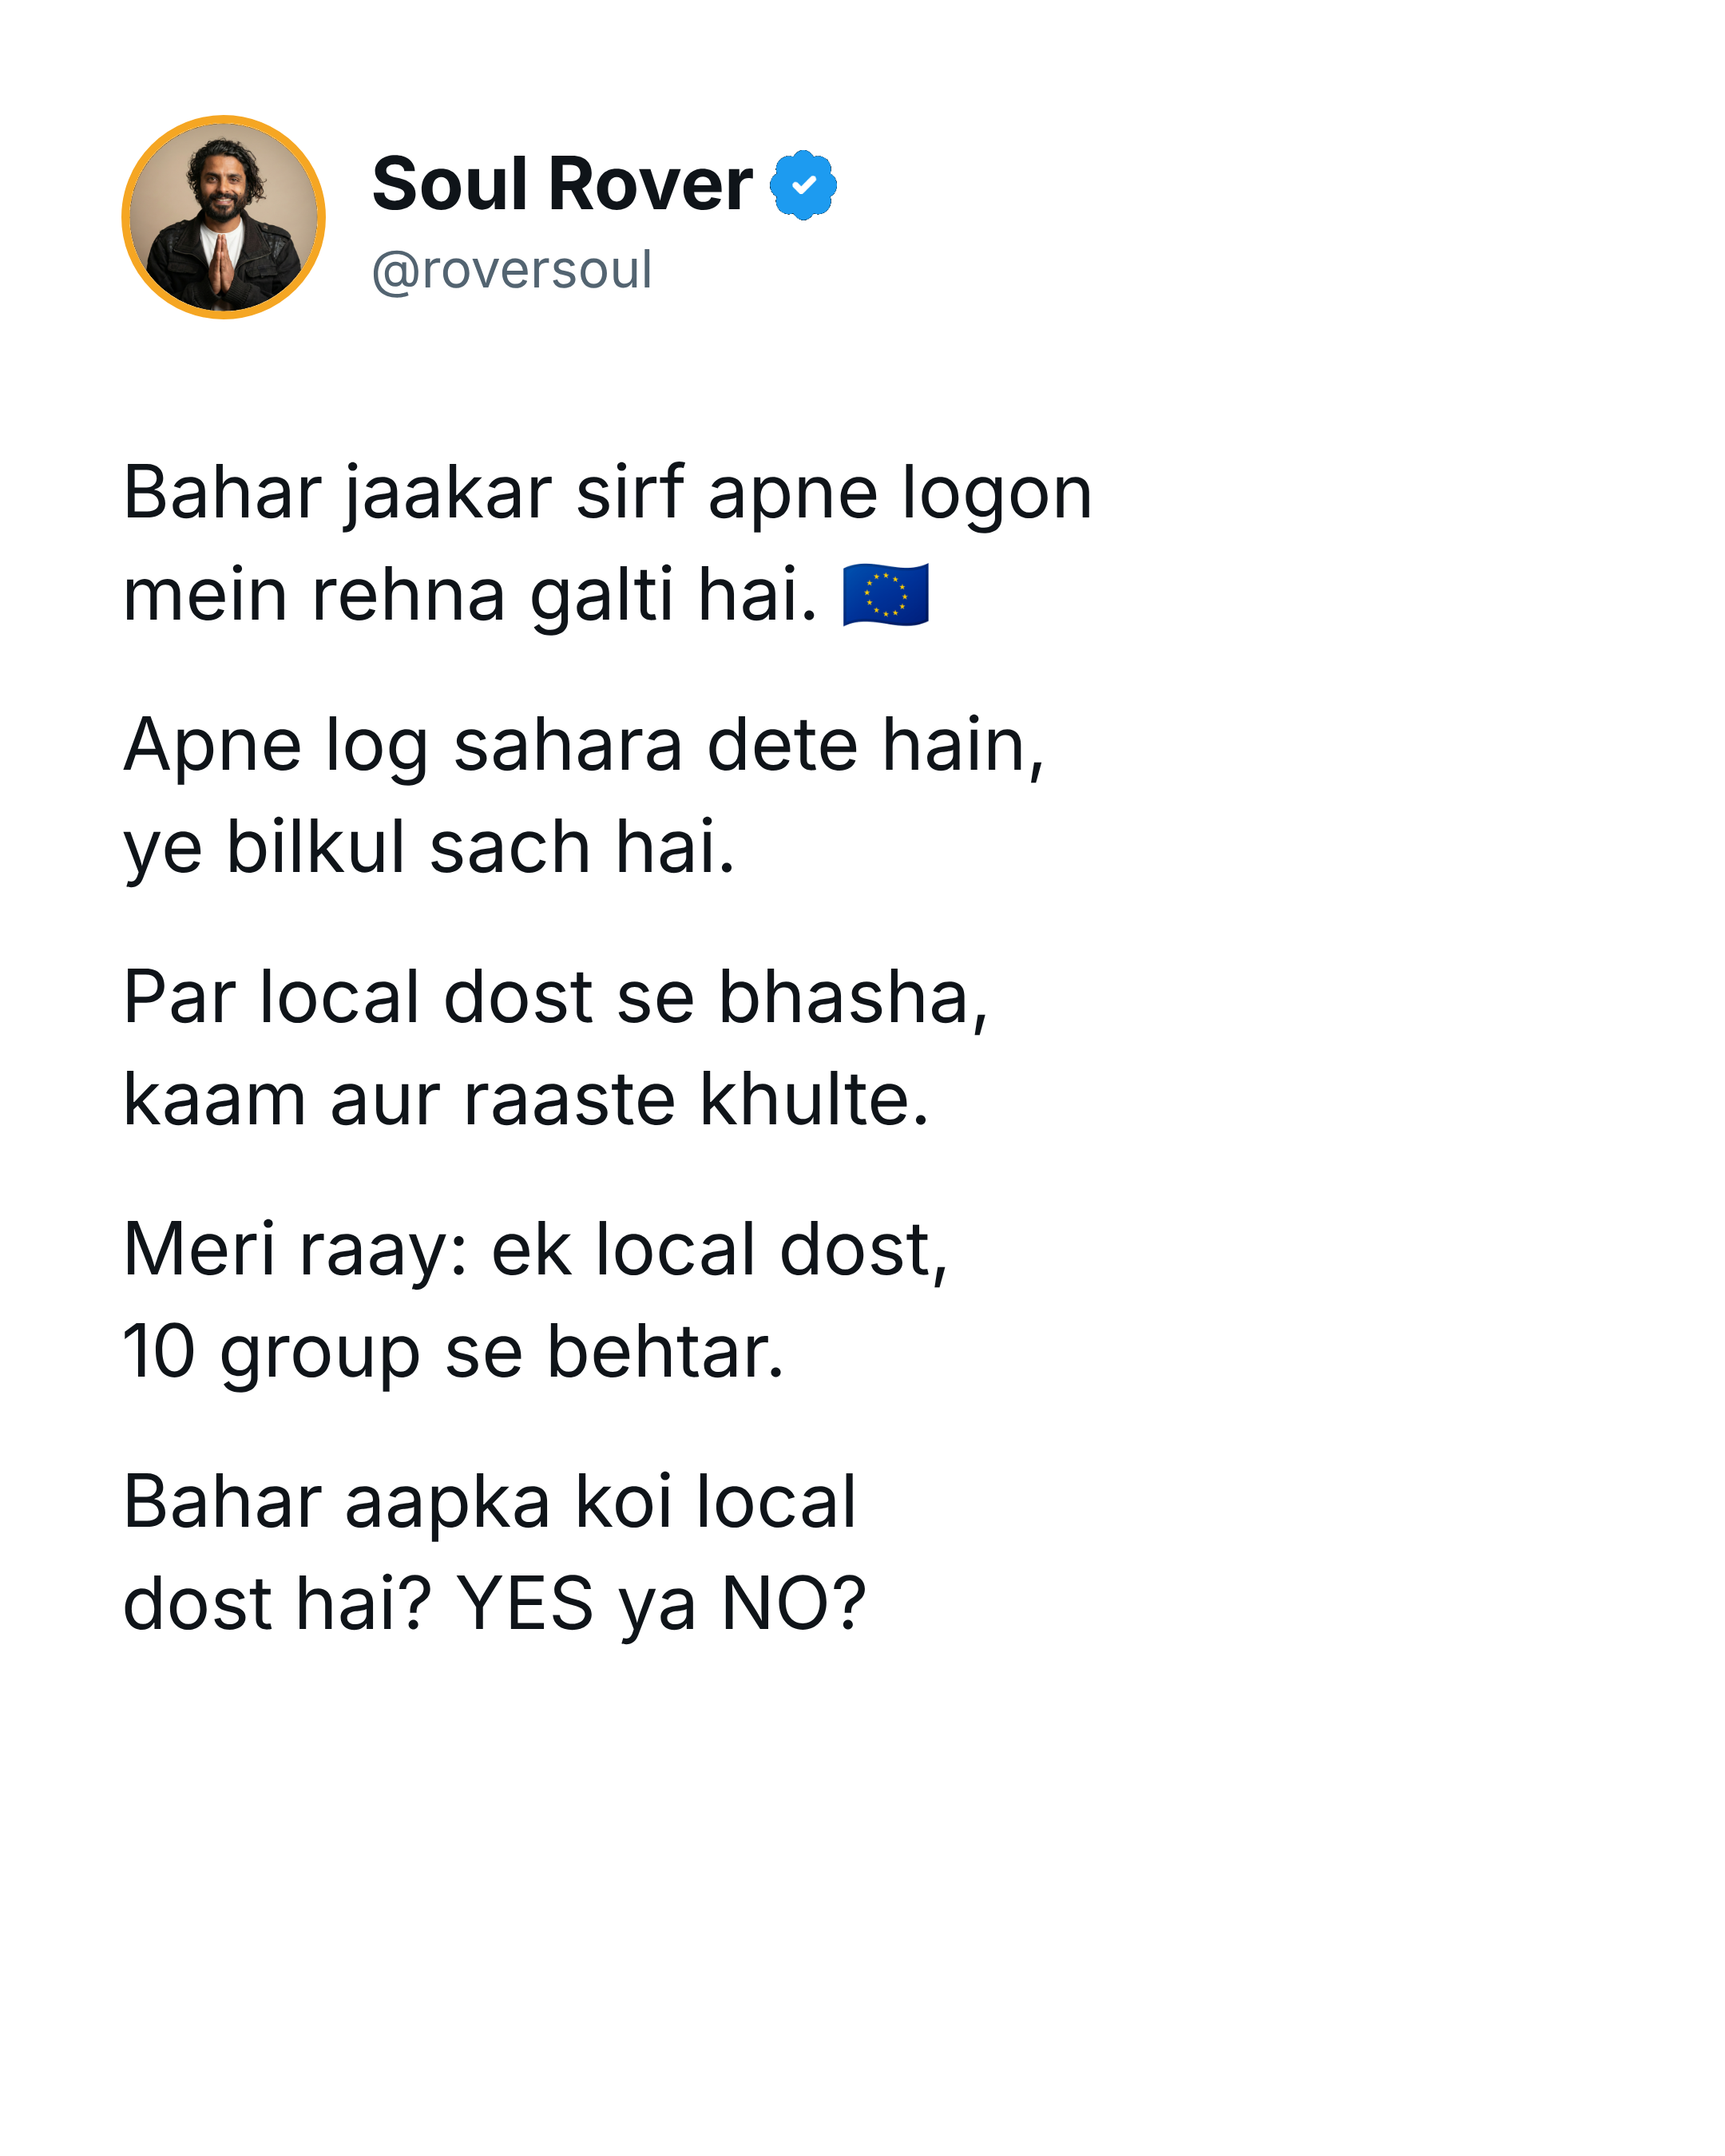 Soul Rover
@roversoul
Bahar jaakar sirf apne logon
mein rehna galti hai. 🇪🇺
Apne log sahara dete hain,
ye bilkul sach hai.
Par local dost se bhasha,
kaam aur raaste khulte.
Meri raay: ek local dost,
10 group se behtar.
Bahar aapka koi local
dost hai? YES ya NO?